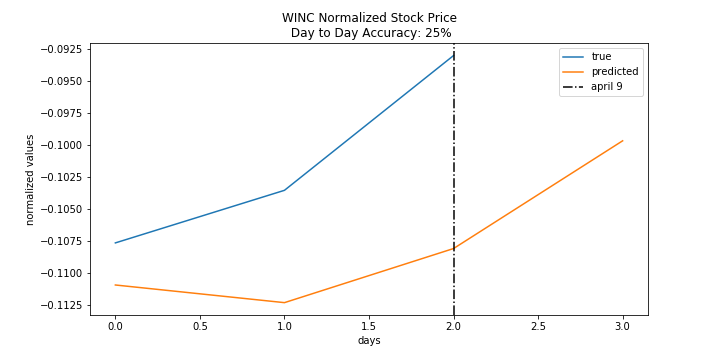 WINC Normalized Stock Price
Day to Day Accuracy: 25%
−0.0925
−0.0950
−0.0975
−0.1000
−0.1025
−0.1050
−0.1075
−0.1100
−0.1125
normalized values
true
predicted
april 9
0.0
0.5
1.0
1.5
2.0
2.5
3.0
days